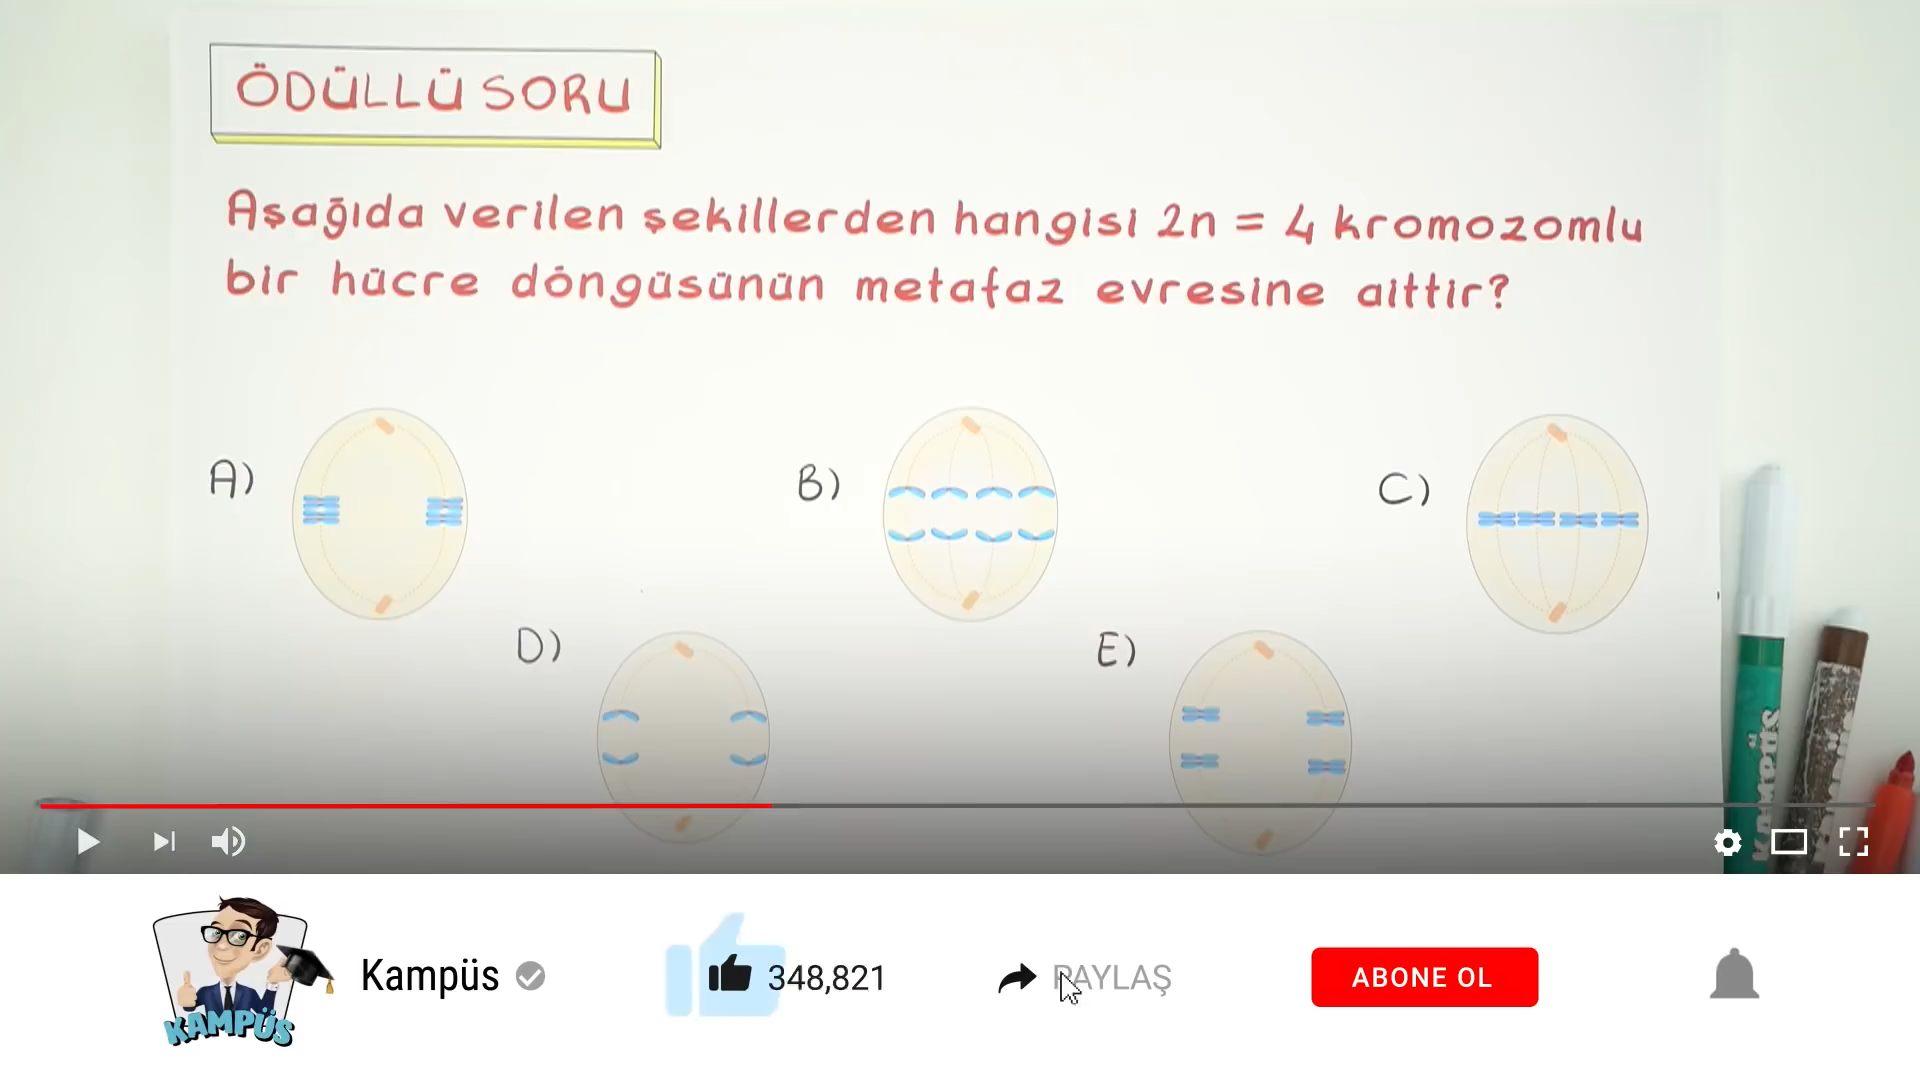 ÖDÜLLÜ SORU
Aşağıda verilen şekillerden hangisi 2n = 4 kromozomlu
bir hücre döngüsünün metafaz evresine aittir?
A)
B)
C)
D)
E)
KAMPÜS
Kampüs
348,821
PAYLAŞ
ABONE OL
KAMPÜS